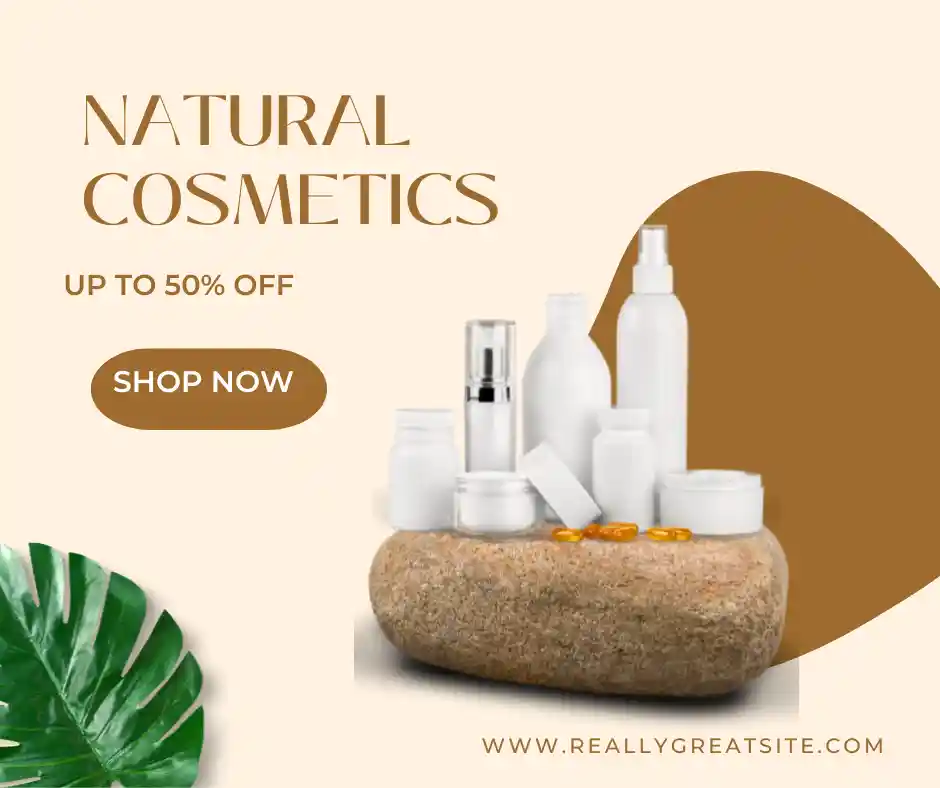 NATURAL
COSMETICS
UP TO 50% OFF
SHOP NOW
WWW.REALLYGREATSITE.COM